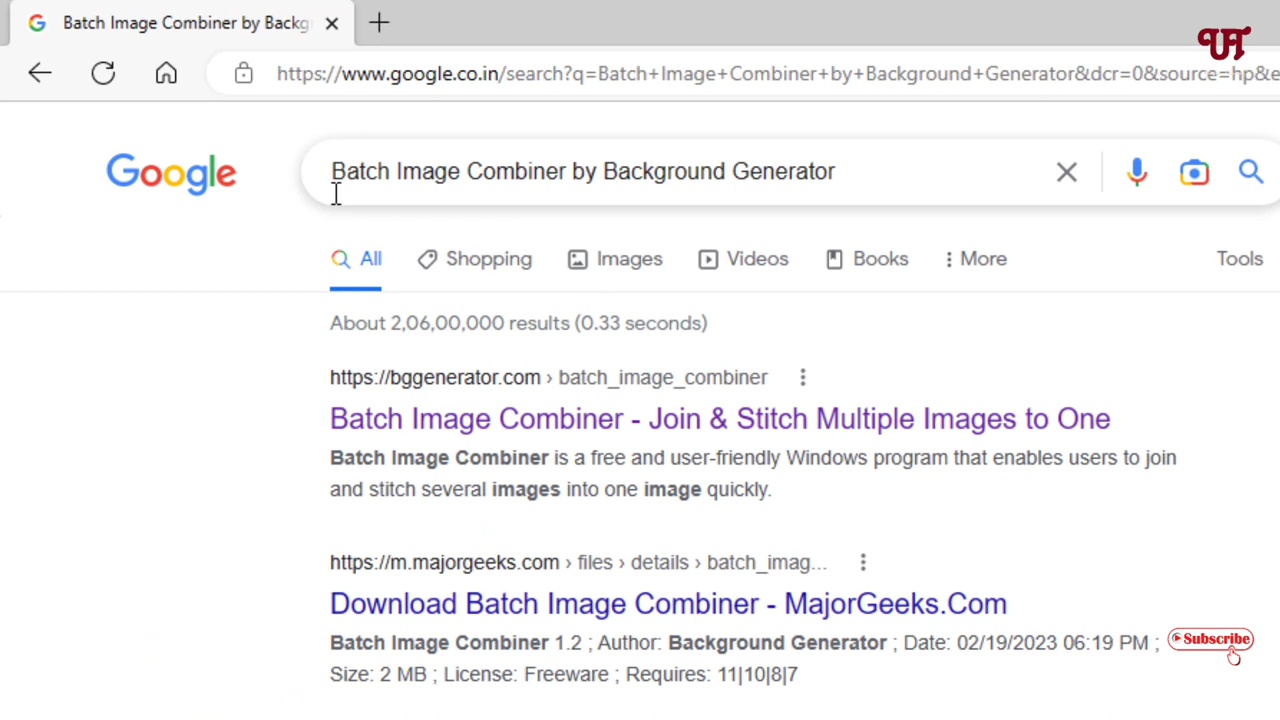 Batch Image Combiner by Backg
UT
https://www.google.co.in/search?q=Batch+Image+Combiner+by+Background+Generator&dcr=0&source=hp&e
Google
Batch Image Combiner by Background Generator
All Shopping Images Videos Books More Tools
About 2,06,00,000 results (0.33 seconds)
https://bggenerator.com › batch_image_combiner
Batch Image Combiner - Join & Stitch Multiple Images to One
Batch Image Combiner is a free and user-friendly Windows program that enables users to join
and stitch several images into one image quickly.
https://m.majorgeeks.com › files › details › batch_imag...
Download Batch Image Combiner - MajorGeeks.Com
Batch Image Combiner 1.2 ; Author: Background Generator ; Date: 02/19/2023 06:19 PM ;
Subscribe
Size: 2 MB ; License: Freeware ; Requires: 11|10|8|7